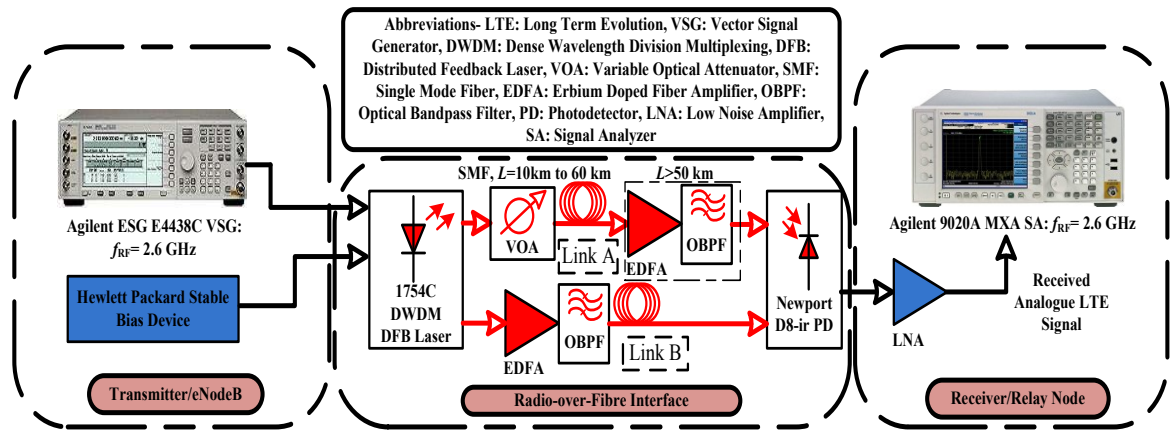 Abbreviations- LTE: Long Term Evolution, VSG: Vector Signal
Generator, DWDM: Dense Wavelength Division Multiplexing, DFB:
Distributed Feedback Laser, VOA: Variable Optical Attenuator, SMF:
Single Mode Fiber, EDFA: Erbium Doped Fiber Amplifier, OBPF:
Optical Bandpass Filter, PD: Photodetector, LNA: Low Noise Amplifier,
SA: Signal Analyzer
Agilent ESG E4438C VSG:
fRF= 2.6 GHz
Hewlett Packard Stable
Bias Device
Transmitter/eNodeB
SMF, L=10km to 60 km
L>50 km
1754C
DWDM
DFB Laser
VOA
Link A
EDFA
OBPF
EDFA
OBPF
Link B
Newport
D8-ir PD
Radio-over-Fibre Interface
Agilent 9020A MXA SA: fRF= 2.6 GHz
Received
Analogue LTE
Signal
LNA
Receiver/Relay Node